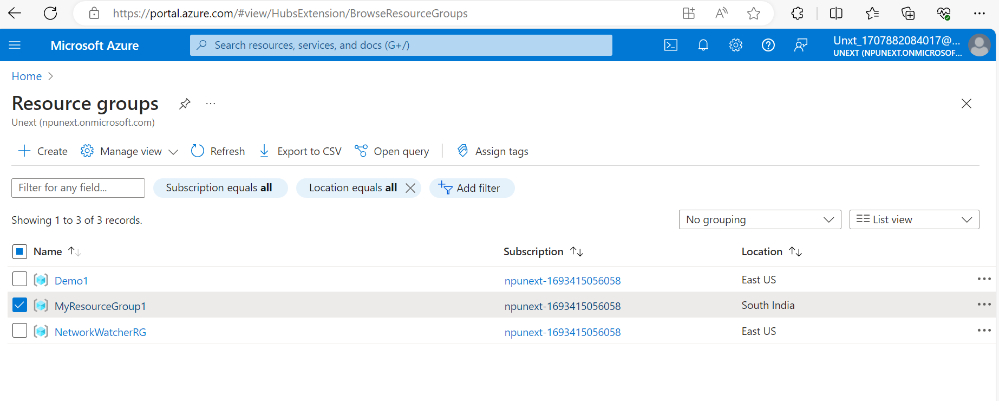 https://portal.azure.com/#view/HubsExtension/BrowseResourceGroups
Microsoft Azure
Search resources, services, and docs (G+/)
Unxt_1707882084017@...
UNEXT (NPUNEXT.ONMICROSOF...
Home
Resource groups
Unext (npunext.onmicrosoft.com)
Create Manage view Refresh Export to CSV Open query Assign tags
Filter for any field... Subscription equals all Location equals all Add filter
Showing 1 to 3 of 3 records. No grouping List view
Name Subscription Location
Demo1 npunext-1693415056058 East US
MyResourceGroup1 npunext-1693415056058 South India
NetworkWatcherRG npunext-1693415056058 East US